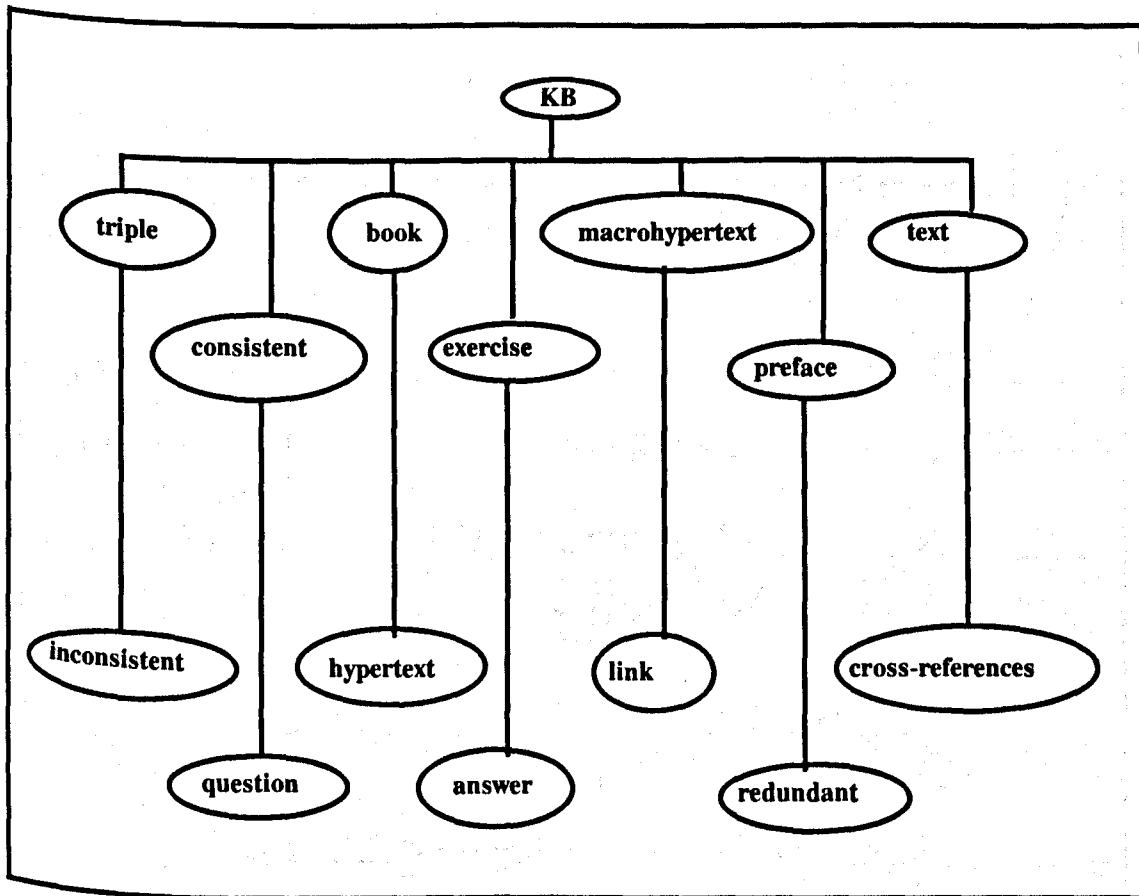 KB
triple
book
macrohypertext
text
consistent
exercise
preface
inconsistent
hypertext
link
cross-references
question
answer
redundant